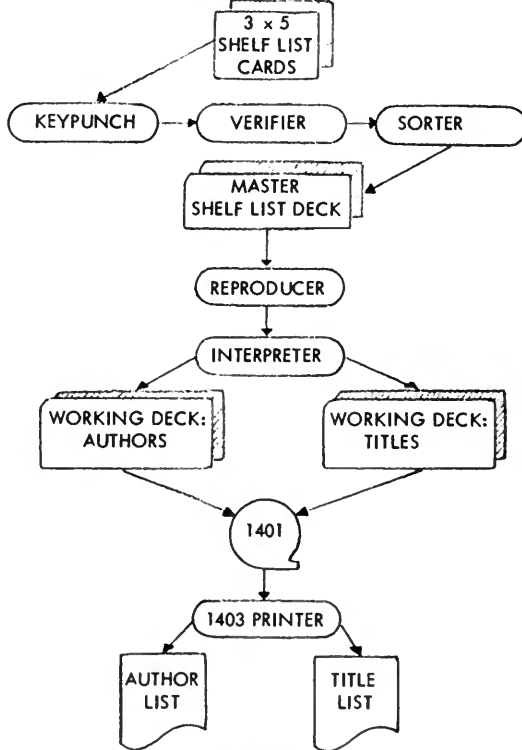 3 x 5
SHELF LIST
CARDS
KEYPUNCH
VERIFIER
SORTER
MASTER
SHELF LIST DECK
REPRODUCER
INTERPRETER
WORKING DECK:
AUTHORS
WORKING DECK:
TITLES
1401
1403 PRINTER
AUTHOR
LIST
TITLE
LIST